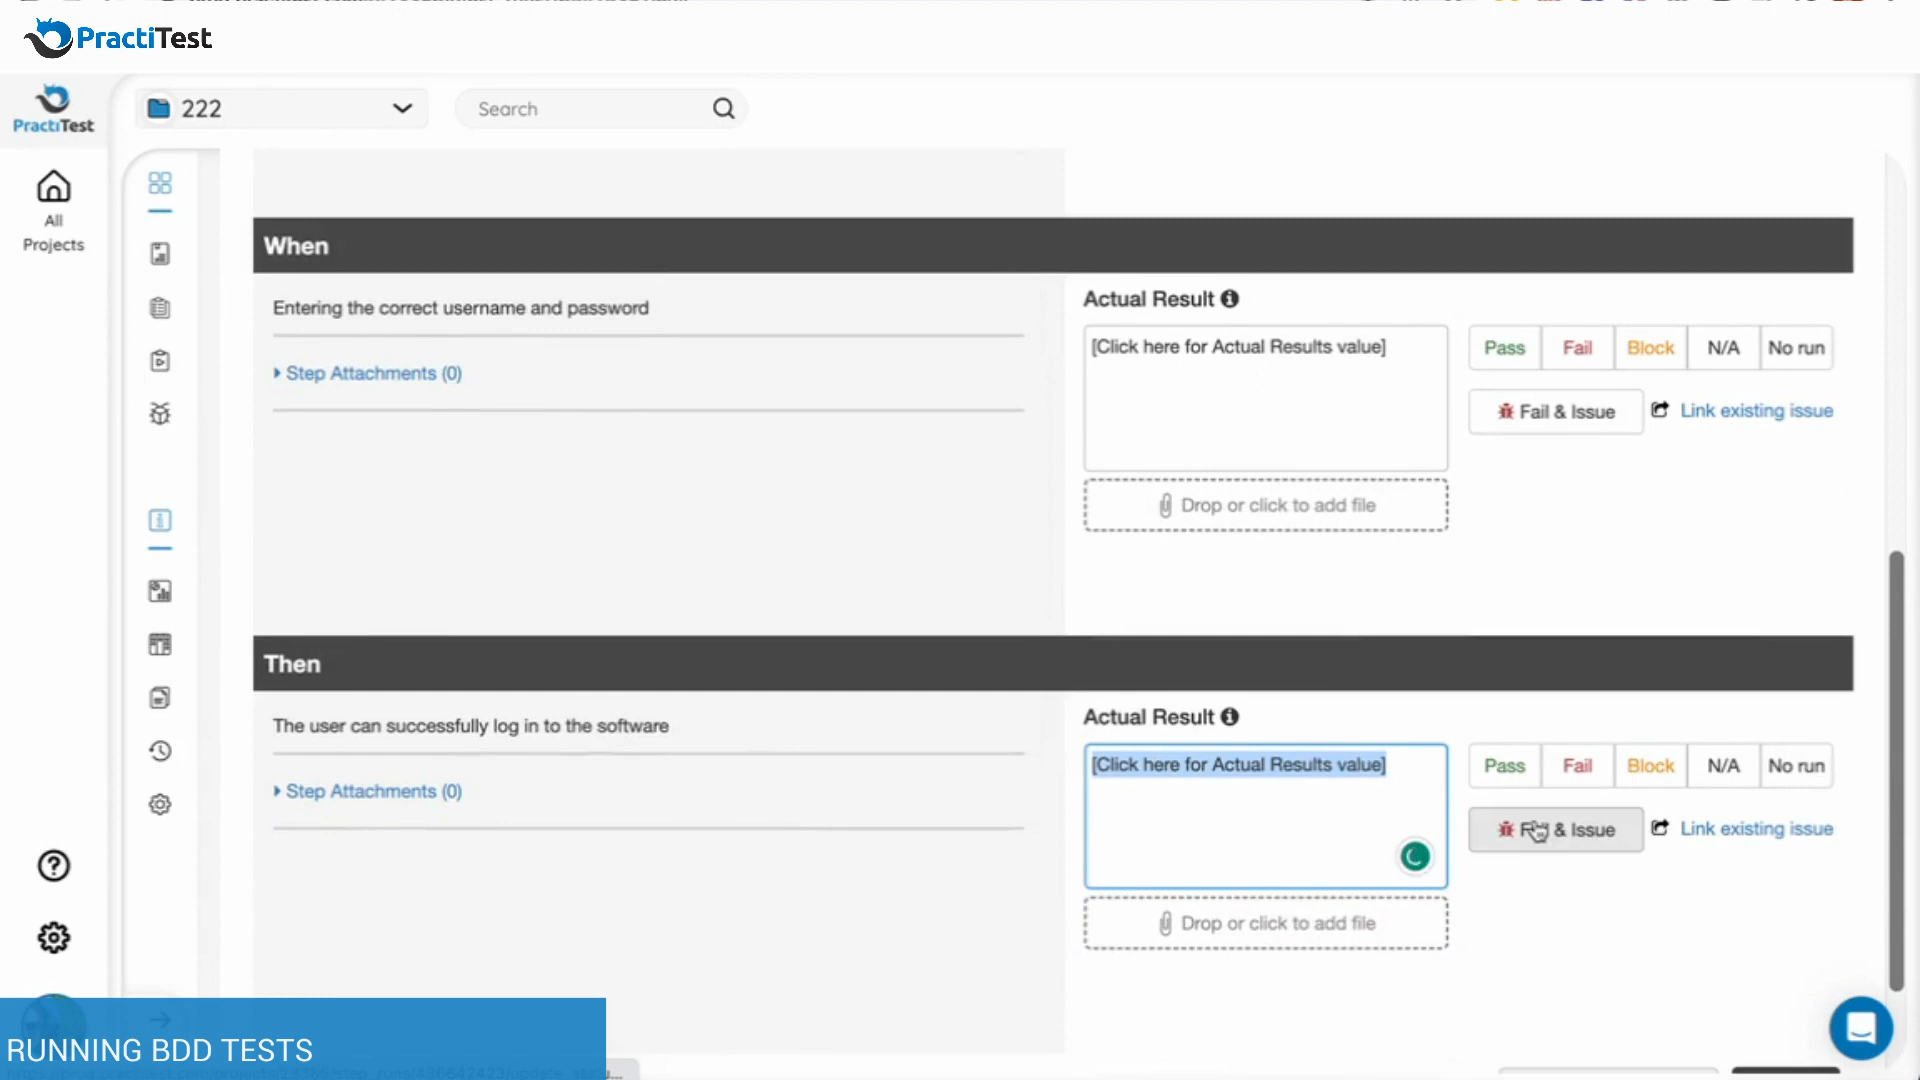 PractiTest
PractiTest
222
Search
All
Projects
When
Entering the correct username and password
Step Attachments (0)
Actual Result
[Click here for Actual Results value]
Drop or click to add file
Pass
Fail
Block
N/A
No run
Fail & Issue
Link existing issue
Then
The user can successfully log in to the software
Step Attachments (0)
Actual Result
[Click here for Actual Results value]
Drop or click to add file
Pass
Fail
Block
N/A
No run
& Issue
Link existing issue
RUNNING BDD TESTS